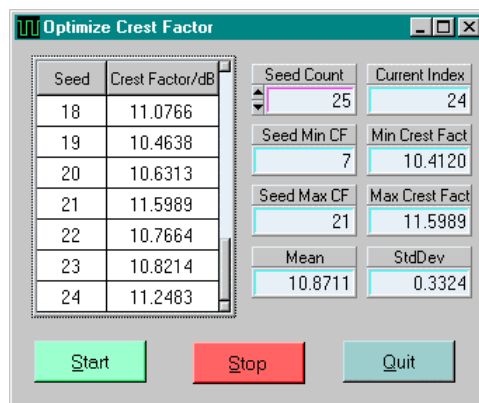 Optimize Crest Factor
Seed Crest Factor/dB
18 11.0766
19 10.4638
20 10.6313
21 11.5989
22 10.7664
23 10.8214
24 11.2483
Seed Count Current Index
25 24
Seed Min CF Min Crest Fact
7 10.4120
Seed Max CF Max Crest Fact
21 11.5989
Mean StdDev
10.8711 0.3324
Start Stop Quit